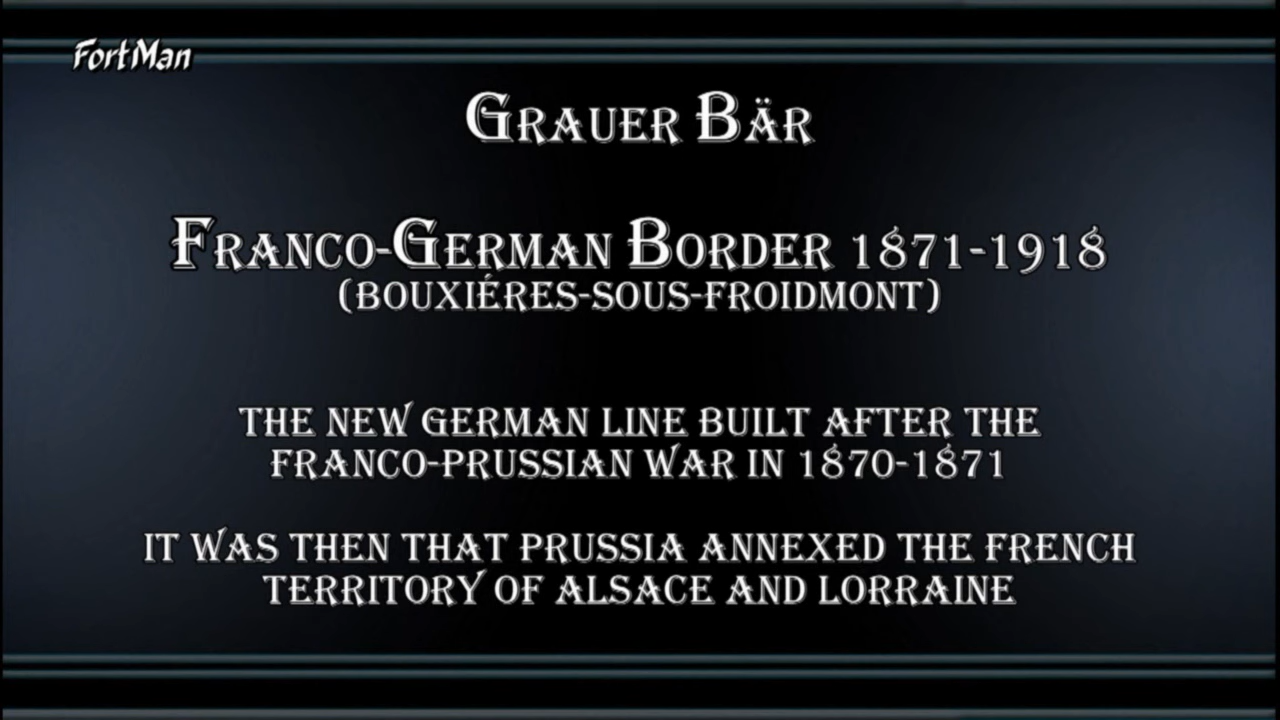 FortMan
Grauer Bär
Franco-German Border 1871-1918
(Bouxiéres-sous-Froidmont)
The new German line built after the
Franco-Prussian War in 1870-1871
It was then that Prussia annexed the French
territory of Alsace and Lorraine